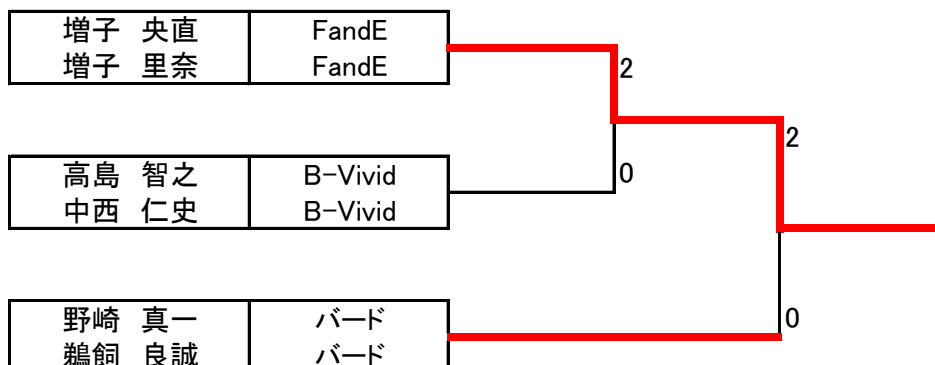 増子　央直 FandE
増子　里奈 FandE
2
2
高島　智之 B-Vivid
0
中西　仁史 B-Vivid
野崎　真一 バード
0
鵜飼　良誠 バード